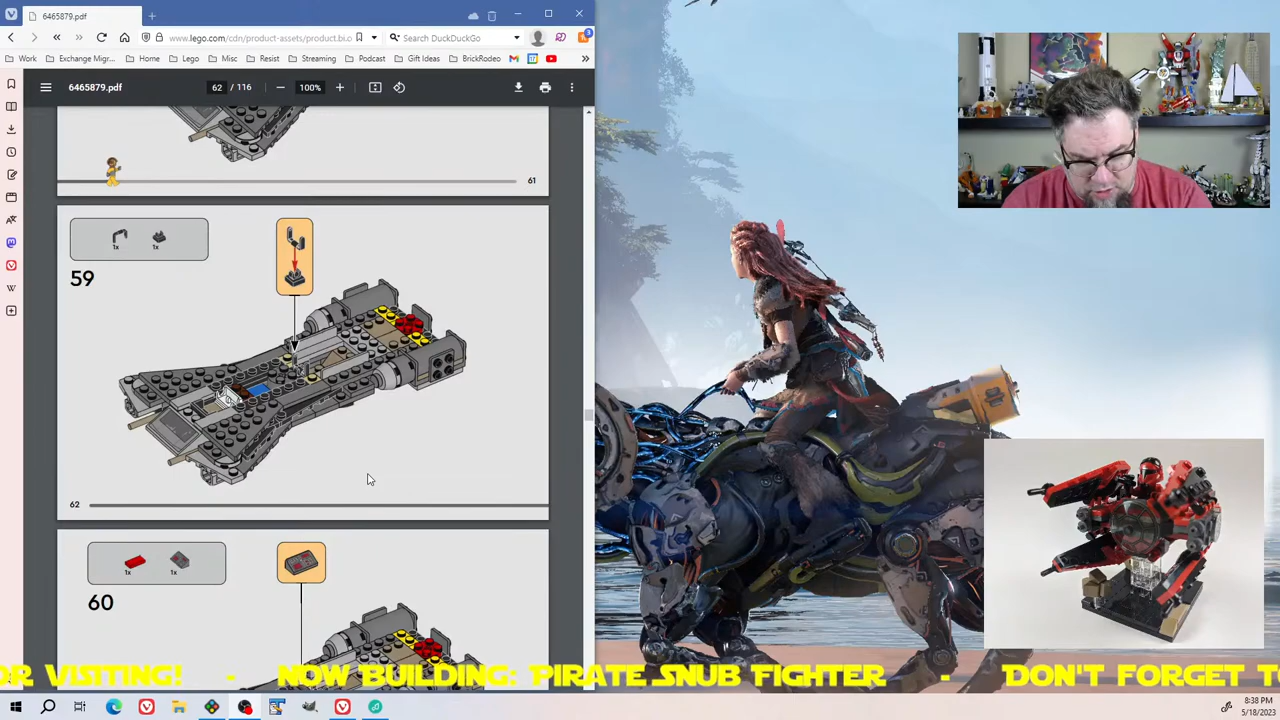 6465879.pdf
www.lego.com/cdn/product-assets/product.bi.c
Search DuckDuckGo
3
Work
Exchange Migr...
Home
Lego
Misc
Resist
Streaming
Podcast
Gift Ideas
BrickRodeo
6465879.pdf
62 / 116
100%
61
1x 1x
59
62
1x 1x
60
OR VISITING! - NOW BUILDING: PIRATE SNUB FIGHTER - DON'T FORGET TO
8:38 PM
5/18/2023